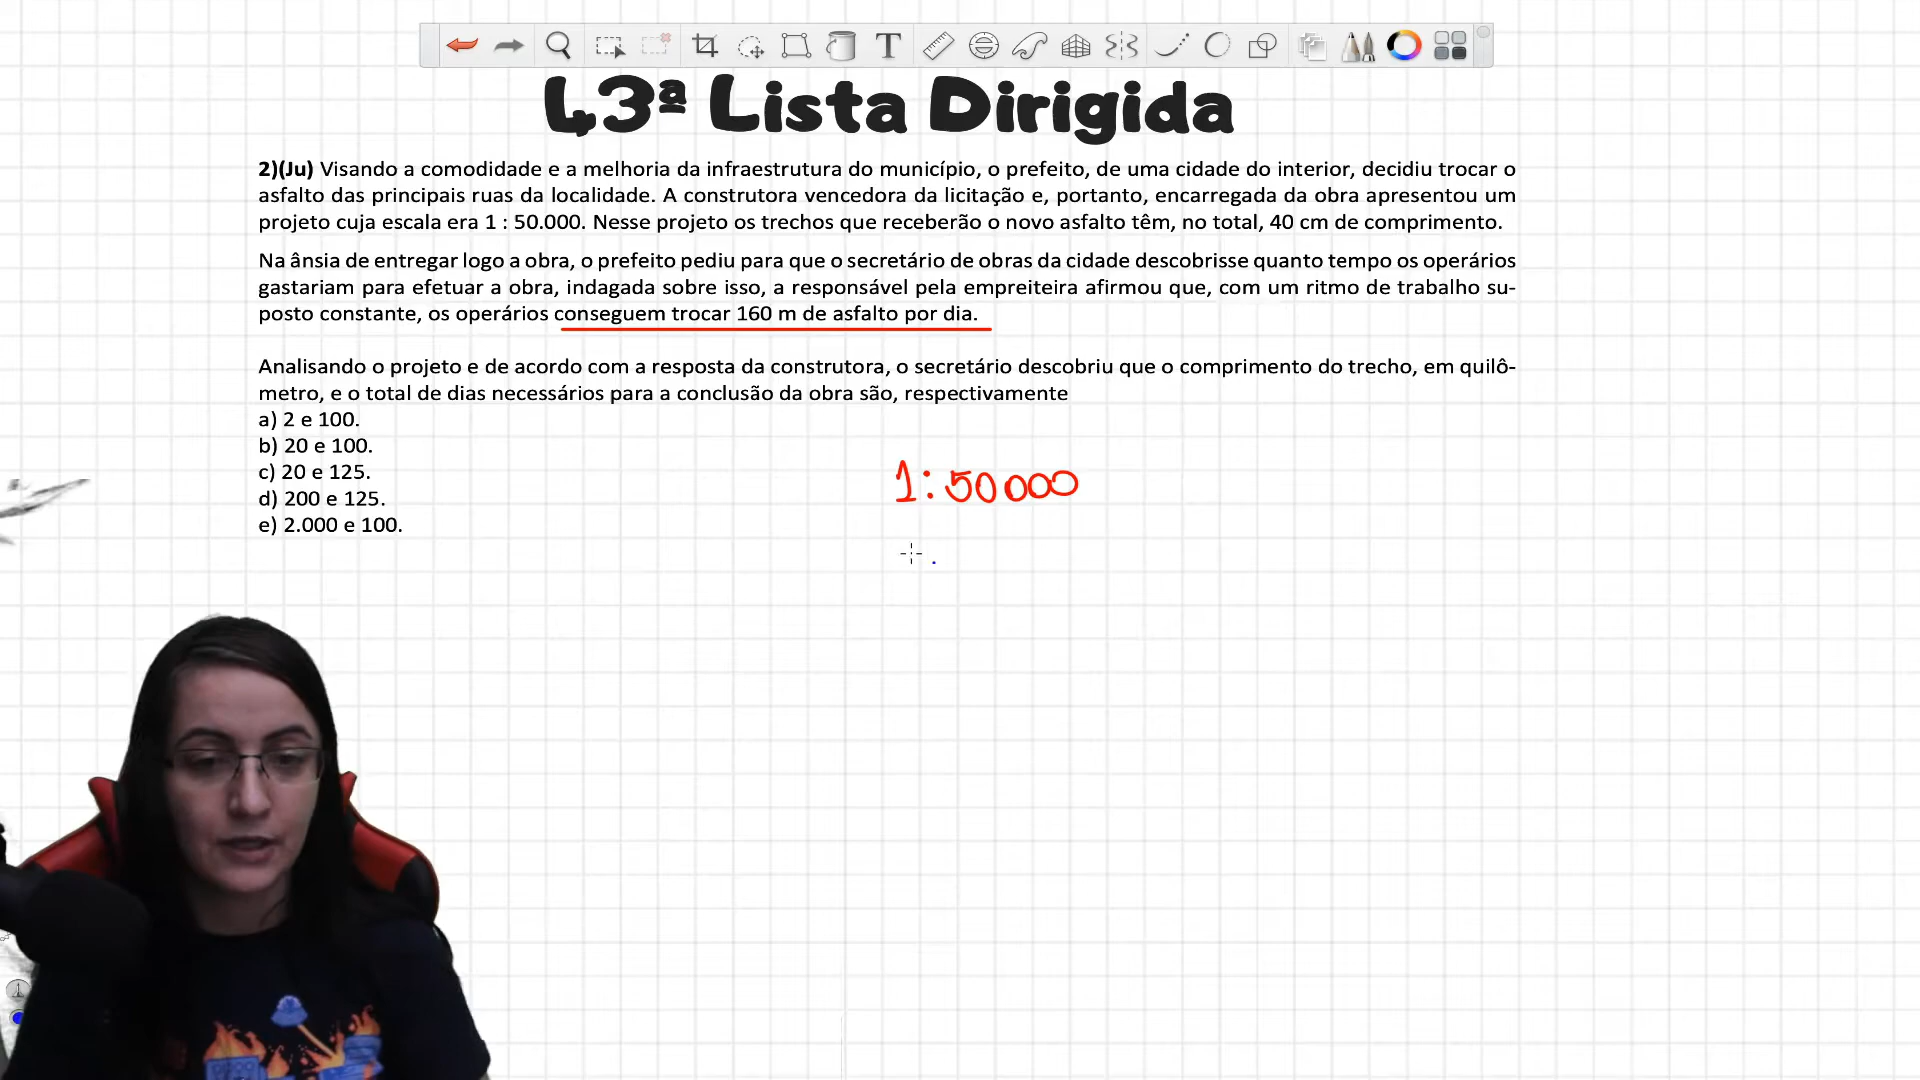 43ª Lista Dirigida
2)(Ju) Visando a comodidade e a melhoria da infraestrutura do município, o prefeito, de uma cidade do interior, decidiu trocar o
asfalto das principais ruas da localidade. A construtora vencedora da licitação e, portanto, encarregada da obra apresentou um
projeto cuja escala era 1 : 50.000. Nesse projeto os trechos que receberão o novo asfalto têm, no total, 40 cm de comprimento.
Na ânsia de entregar logo a obra, o prefeito pediu para que o secretário de obras da cidade descobrisse quanto tempo os operários
gastariam para efetuar a obra, indagada sobre isso, a responsável pela empreiteira afirmou que, com um ritmo de trabalho su-
posto constante, os operários conseguem trocar 160 m de asfalto por dia.
Analisando o projeto e de acordo com a resposta da construtora, o secretário descobriu que o comprimento do trecho, em quilô-
metro, e o total de dias necessários para a conclusão da obra são, respectivamente
a) 2 e 100.
b) 20 e 100.
c) 20 e 125.
d) 200 e 125.
e) 2.000 e 100.
1:50000